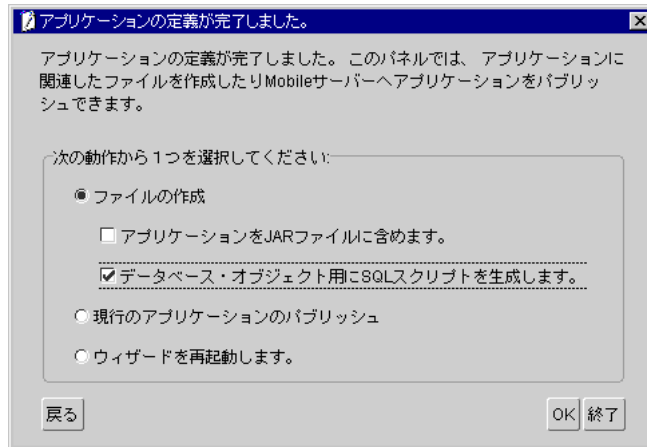 アプリケーションの定義が完了しました。
アプリケーションの定義が完了しました。このパネルでは、アプリケーションに
関連したファイルを作成したりMobileサーバーへアプリケーションをパブリッ
シュできます。
次の動作から1つを選択してください:
ファイルの作成
アプリケーションをJARファイルに含めます。
データベース・オブジェクト用にSQLスクリプトを生成します。
現行のアプリケーションのパブリッシュ
ウィザードを再起動します。
戻る OK 終了